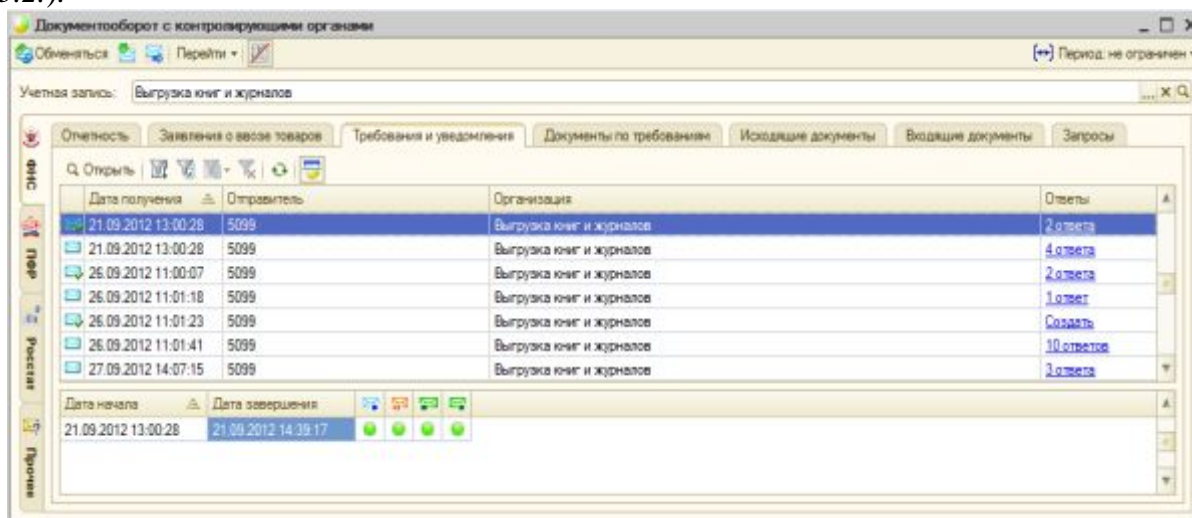 Документооборот с контролирующими органами
Обменяться Перейти Период: не ограничен
Учетная запись: Выгрузка книг и журналов
ФНС
ПФР
Росстат
Прочие
Отчетность Заявления о ввозе товаров Требования и уведомления Документы по требованиям Исходящие документы Входящие документы Запросы
Открыть
Дата получения Отправитель Организация Ответы
21.09.2012 13:00:28 5099 Выгрузка книг и журналов 2 ответа
21.09.2012 13:00:28 5099 Выгрузка книг и журналов 4 ответа
26.09.2012 11:00:07 5099 Выгрузка книг и журналов 2 ответа
26.09.2012 11:01:18 5099 Выгрузка книг и журналов 1 ответ
26.09.2012 11:01:23 5099 Выгрузка книг и журналов Создать
26.09.2012 11:01:41 5099 Выгрузка книг и журналов 10 ответов
27.09.2012 14:07:15 5099 Выгрузка книг и журналов 3 ответа
Дата начала Дата завершения
21.09.2012 13:00:28 21.09.2012 14:39:17